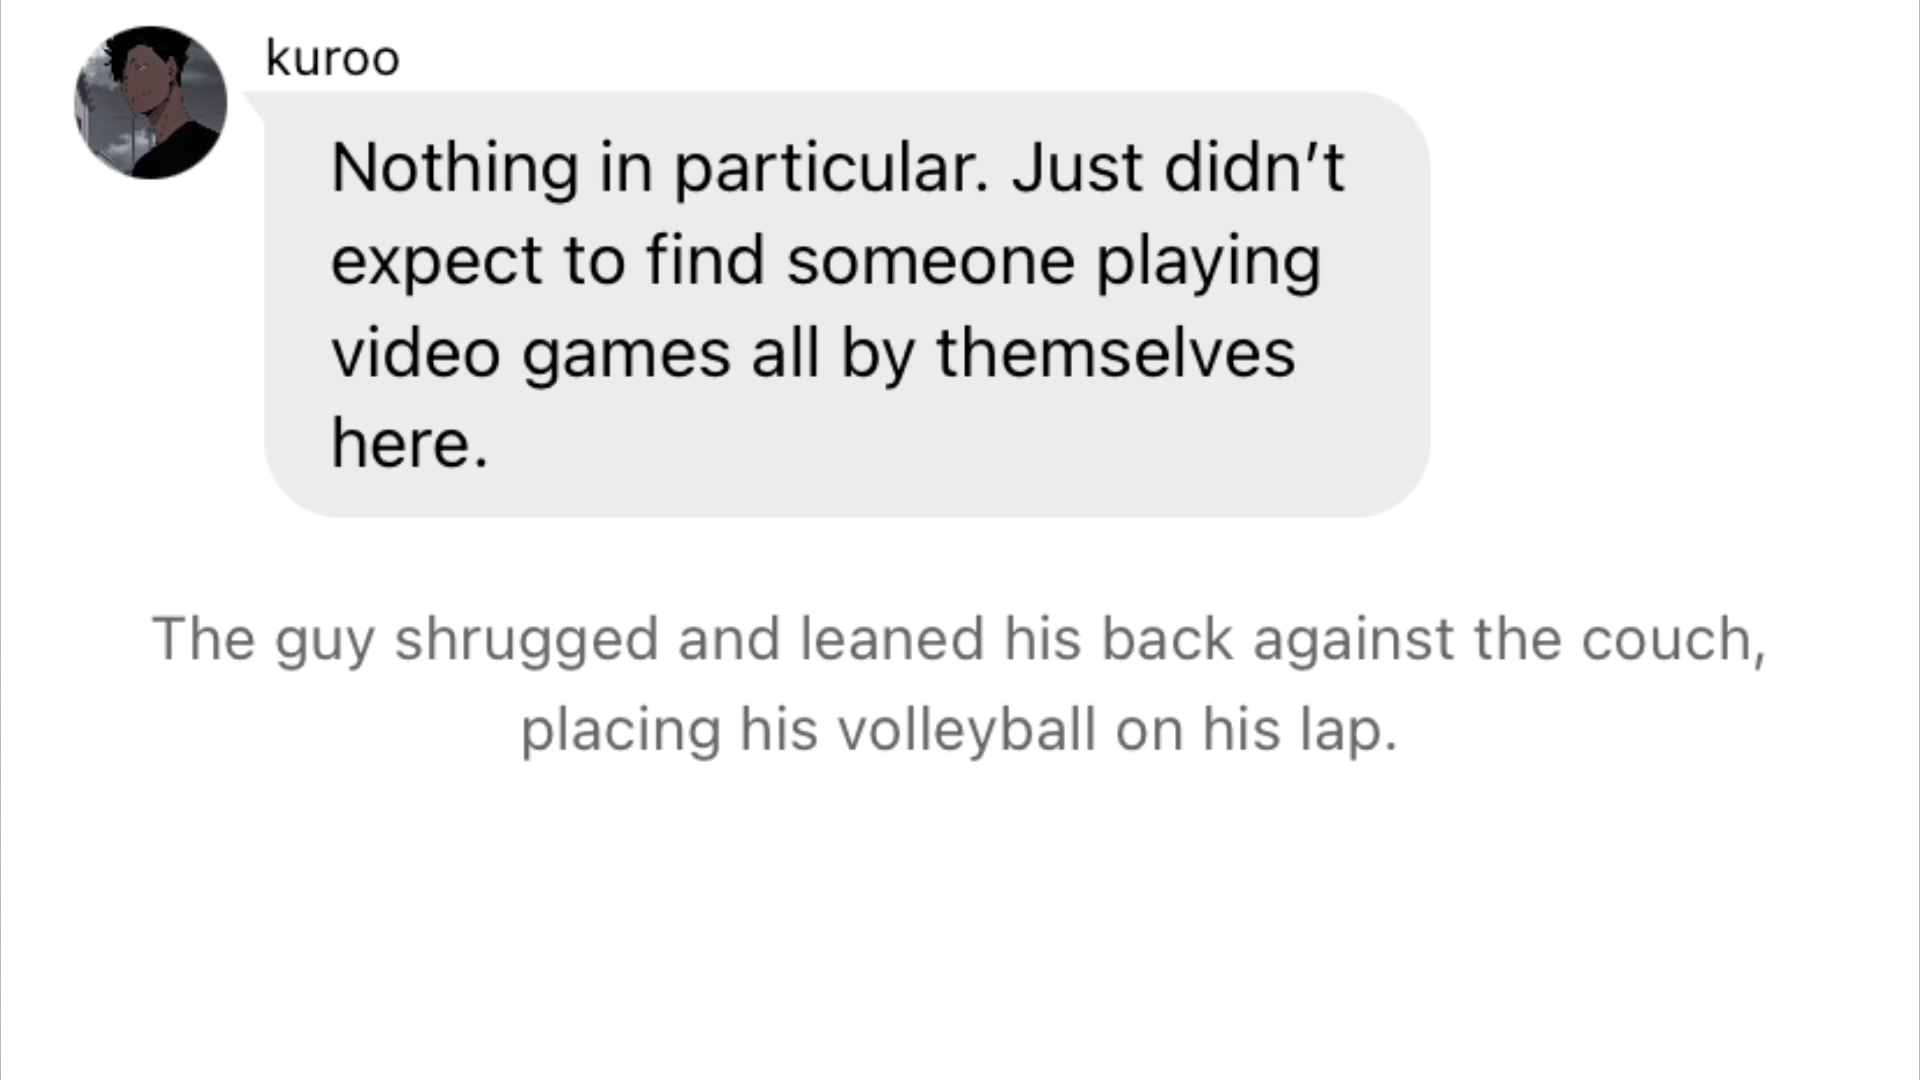 kuroo
Nothing in particular. Just didn’t
expect to find someone playing
video games all by themselves
here.
The guy shrugged and leaned his back against the couch,
placing his volleyball on his lap.